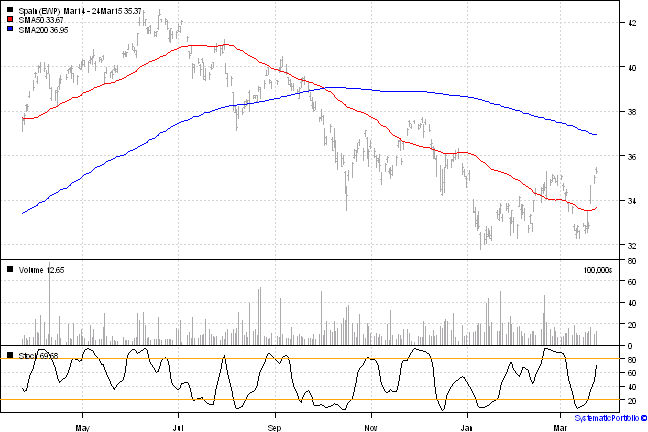 Spain (EWP) Mar14 - 24Mar15 35.37
SMA50 33.67
SMA200 36.95
42
40
38
36
34
32
Volume 12.65
100,000s
80
60
40
20
0
Stoch 69.68
80
60
40
20
May Jul Sep Nov Jan Mar
SystematicPortfolio ©